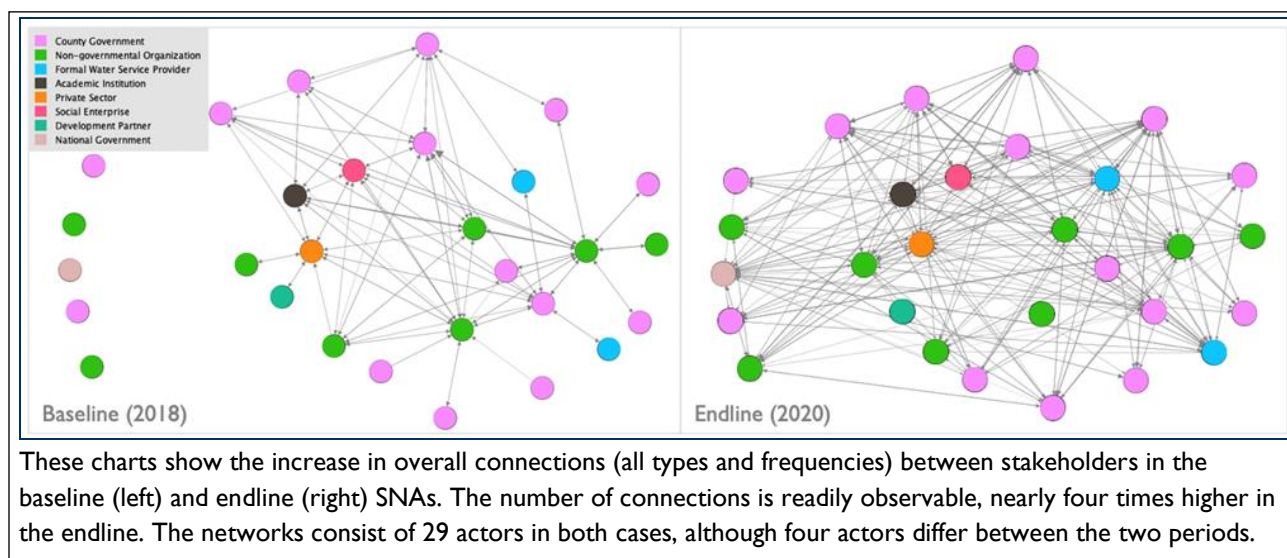 County Government
Non-governmental Organization
Formal Water Service Provider
Academic Institution
Private Sector
Social Enterprise
Development Partner
National Government
Baseline (2018)
Endline (2020)
These charts show the increase in overall connections (all types and frequencies) between stakeholders in the
baseline (left) and endline (right) SNAs. The number of connections is readily observable, nearly four times higher in
the endline. The networks consist of 29 actors in both cases, although four actors differ between the two periods.